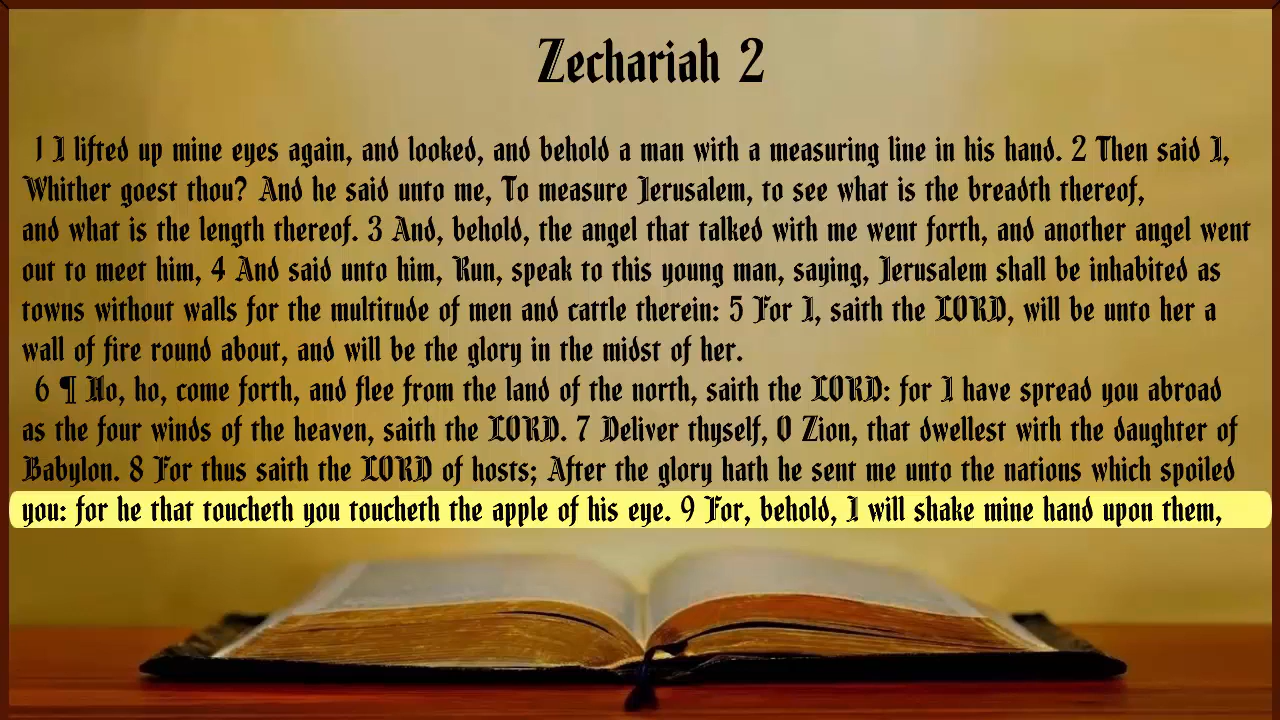 Zechariah 2
1 I lifted up mine eyes again, and looked, and behold a man with a measuring line in his hand. 2 Then said I,
Whither goest thou? And he said unto me, To measure Jerusalem, to see what is the breadth thereof,
and what is the length thereof. 3 And, behold, the angel that talked with me went forth, and another angel went
out to meet him, 4 And said unto him, Run, speak to this young man, saying, Jerusalem shall be inhabited as
towns without walls for the multitude of men and cattle therein: 5 For I, saith the LORD, will be unto her a
wall of fire round about, and will be the glory in the midst of her.
6 ¶ Ho, ho, come forth, and flee from the land of the north, saith the LORD: for I have spread you abroad
as the four winds of the heaven, saith the LORD. 7 Deliver thyself, O Zion, that dwellest with the daughter of
Babylon. 8 For thus saith the LORD of hosts; After the glory hath he sent me unto the nations which spoiled
you: for he that toucheth you toucheth the apple of his eye. 9 For, behold, I will shake mine hand upon them,